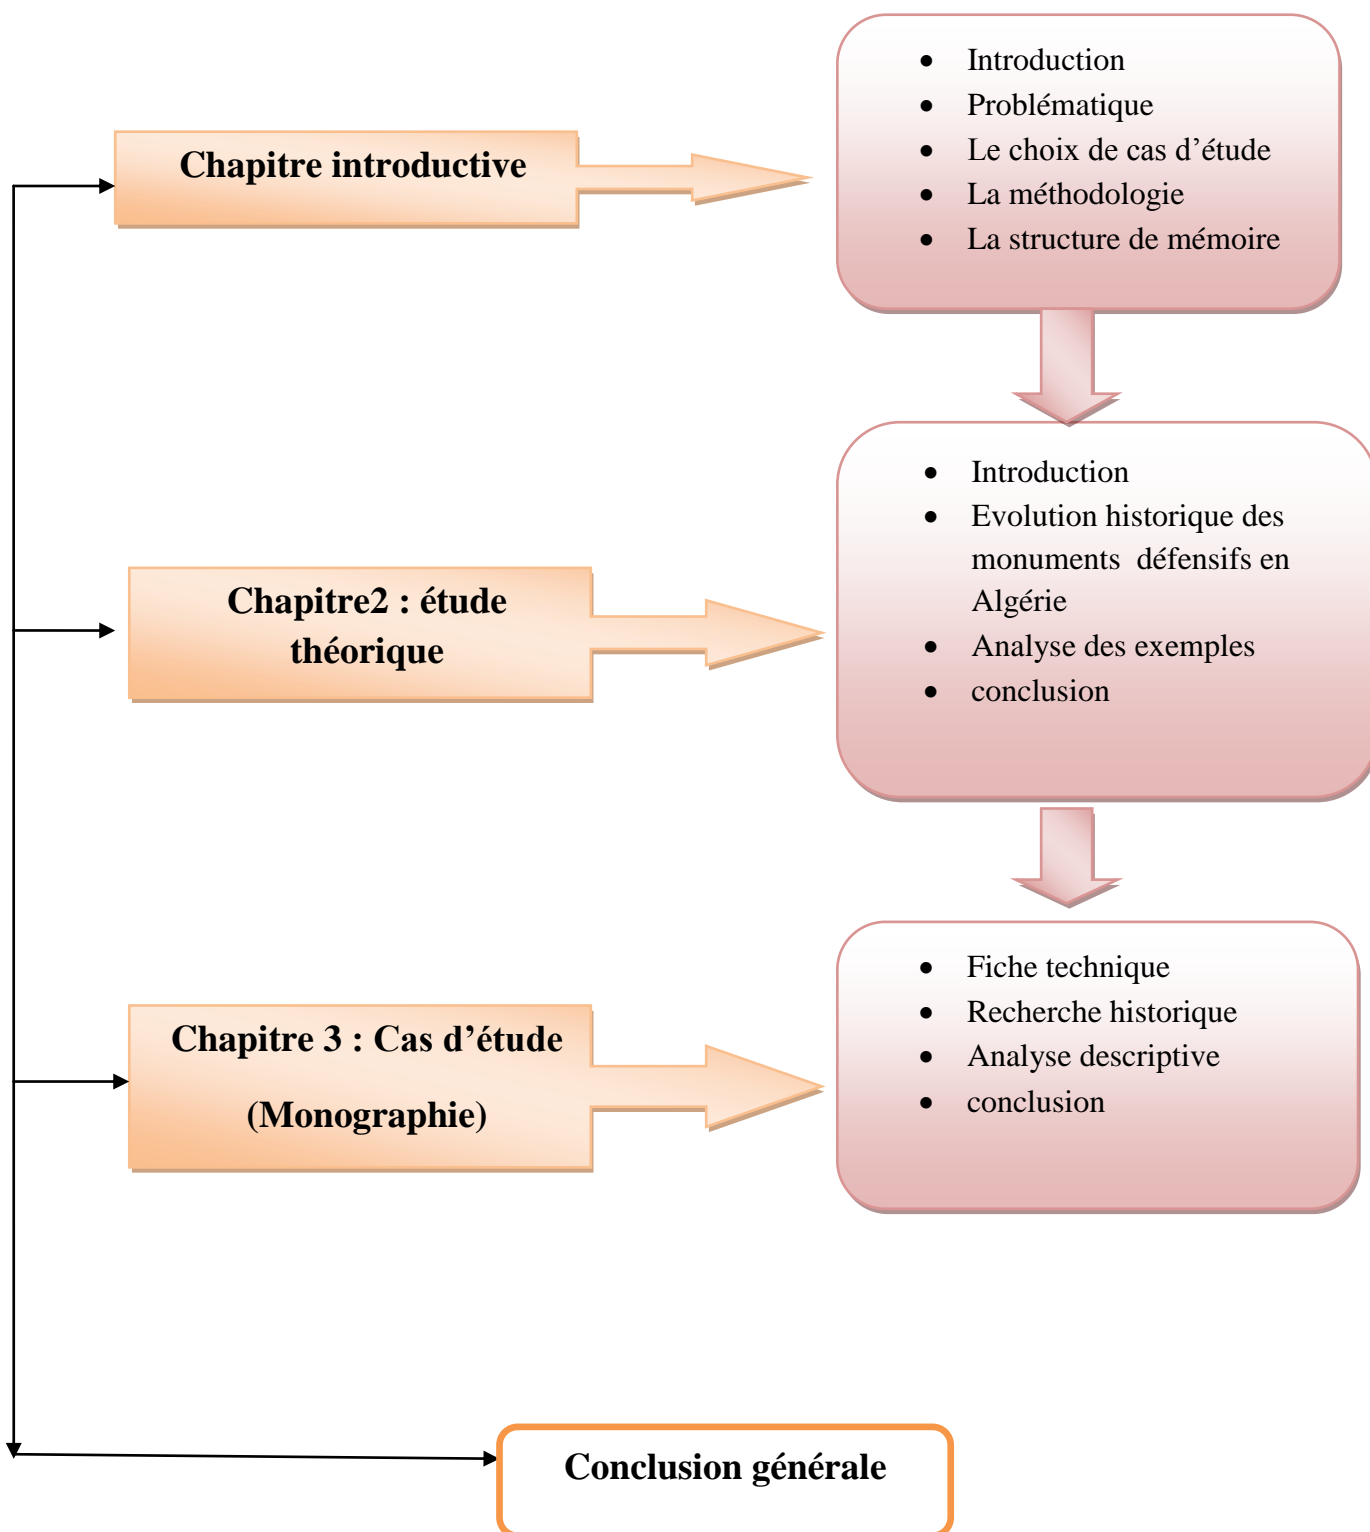 Chapitre introductive
• Introduction
• Problématique
• Le choix de cas d’étude
• La méthodologie
• La structure de mémoire
Chapitre2 : étude
théorique
• Introduction
• Evolution historique des
monuments  défensifs en
Algérie
• Analyse des exemples
• conclusion
Chapitre 3 : Cas d’étude
(Monographie)
• Fiche technique
• Recherche historique
• Analyse descriptive
• conclusion
Conclusion générale